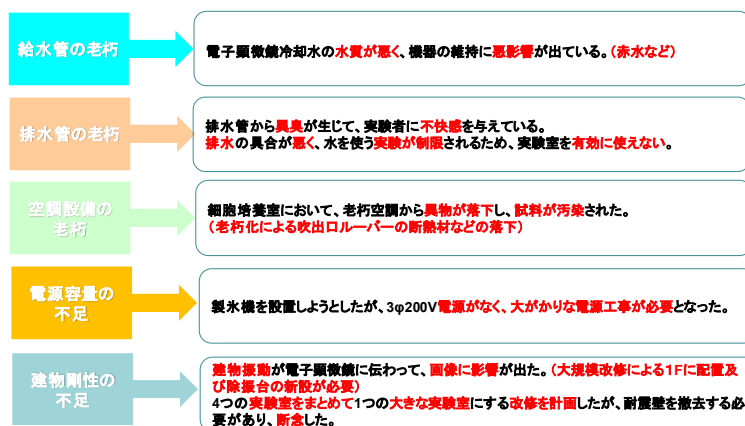 給水管の老朽
電子顕微鏡冷却水の水質が悪く、機器の維持に悪影響が出ている。（赤水など）
排水管の老朽
排水管から異臭が生じて、実験者に不快感を与えている。
排水の具合が悪く、水を使う実験が制限されるため、実験室を有効に使えない。
空調設備の
老朽
細胞培養室において、老朽空調から異物が落下し、試料が汚染された。
（老朽化による吹出口ルーバーの断熱材などの落下）
電源容量の
不足
製氷機を設置しようとしたが、3φ200V電源がなく、大がかりな電源工事が必要となった。
建物剛性の
不足
建物振動が電子顕微鏡に伝わって、画像に影響が出た。（大規模改修による1Fに配置及
び除振台の新設が必要）
4つの実験室をまとめて1つの大きな実験室にする改修を計画したが、耐震壁を撤去する必
要があり、断念した。